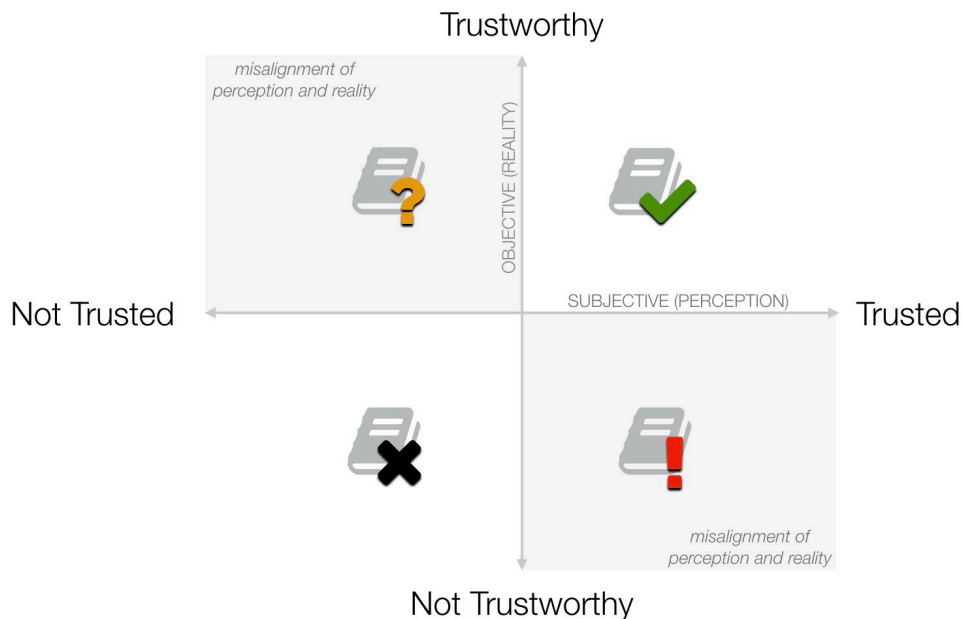 Trustworthy
misalignment of
perception and reality
OBJECTIVE (REALITY)
SUBJECTIVE (PERCEPTION)
Not Trusted
Trusted
misalignment of
perception and reality
Not Trustworthy